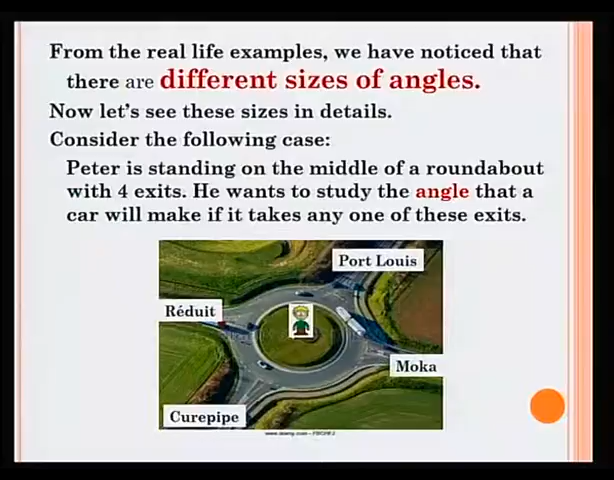 From the real life examples, we have noticed that
there are different sizes of angles.
Now let's see these sizes in details.
Consider the following case:
Peter is standing on the middle of a roundabout
with 4 exits. He wants to study the angle that a
car will make if it takes any one of these exits.
Port Louis
Réduit
Moka
Curepipe